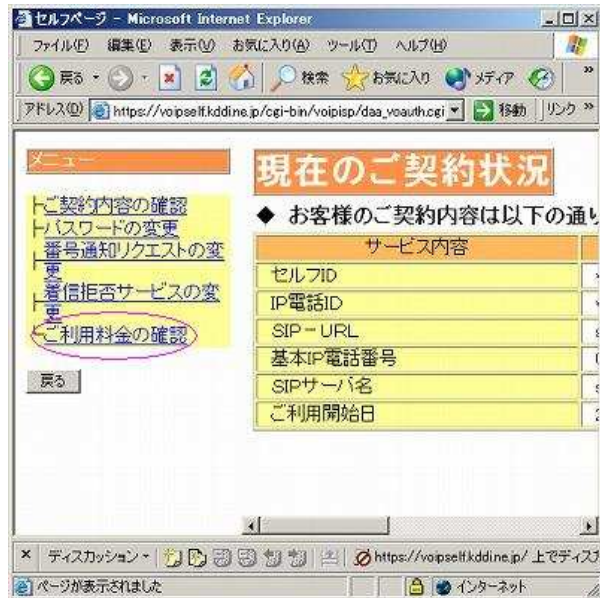 セルフページ - Microsoft Internet Explorer
ファイル(F) 編集(E) 表示(V) お気に入り(A) ツール(T) ヘルプ(H)
戻る 検索 お気に入り メディア »
アドレス(D) https://voipself.kddine.jp/cgi-bin/voipisp/daa_voauth.cgi 移動 リンク »
メニュー
ご契約内容の確認
パスワードの変更
番号通知リクエストの変
更
着信拒否サービスの変
更
ご利用料金の確認
戻る
現在のご契約状況
◆ お客様のご契約内容は以下の通り
サービス内容
セルフID
IP電話ID
SIP-URL
基本IP電話番号
SIPサーバ名
ご利用開始日
× ディスカッション https://voipself.kddine.jp/ 上でディスカ
ページが表示されました インターネット